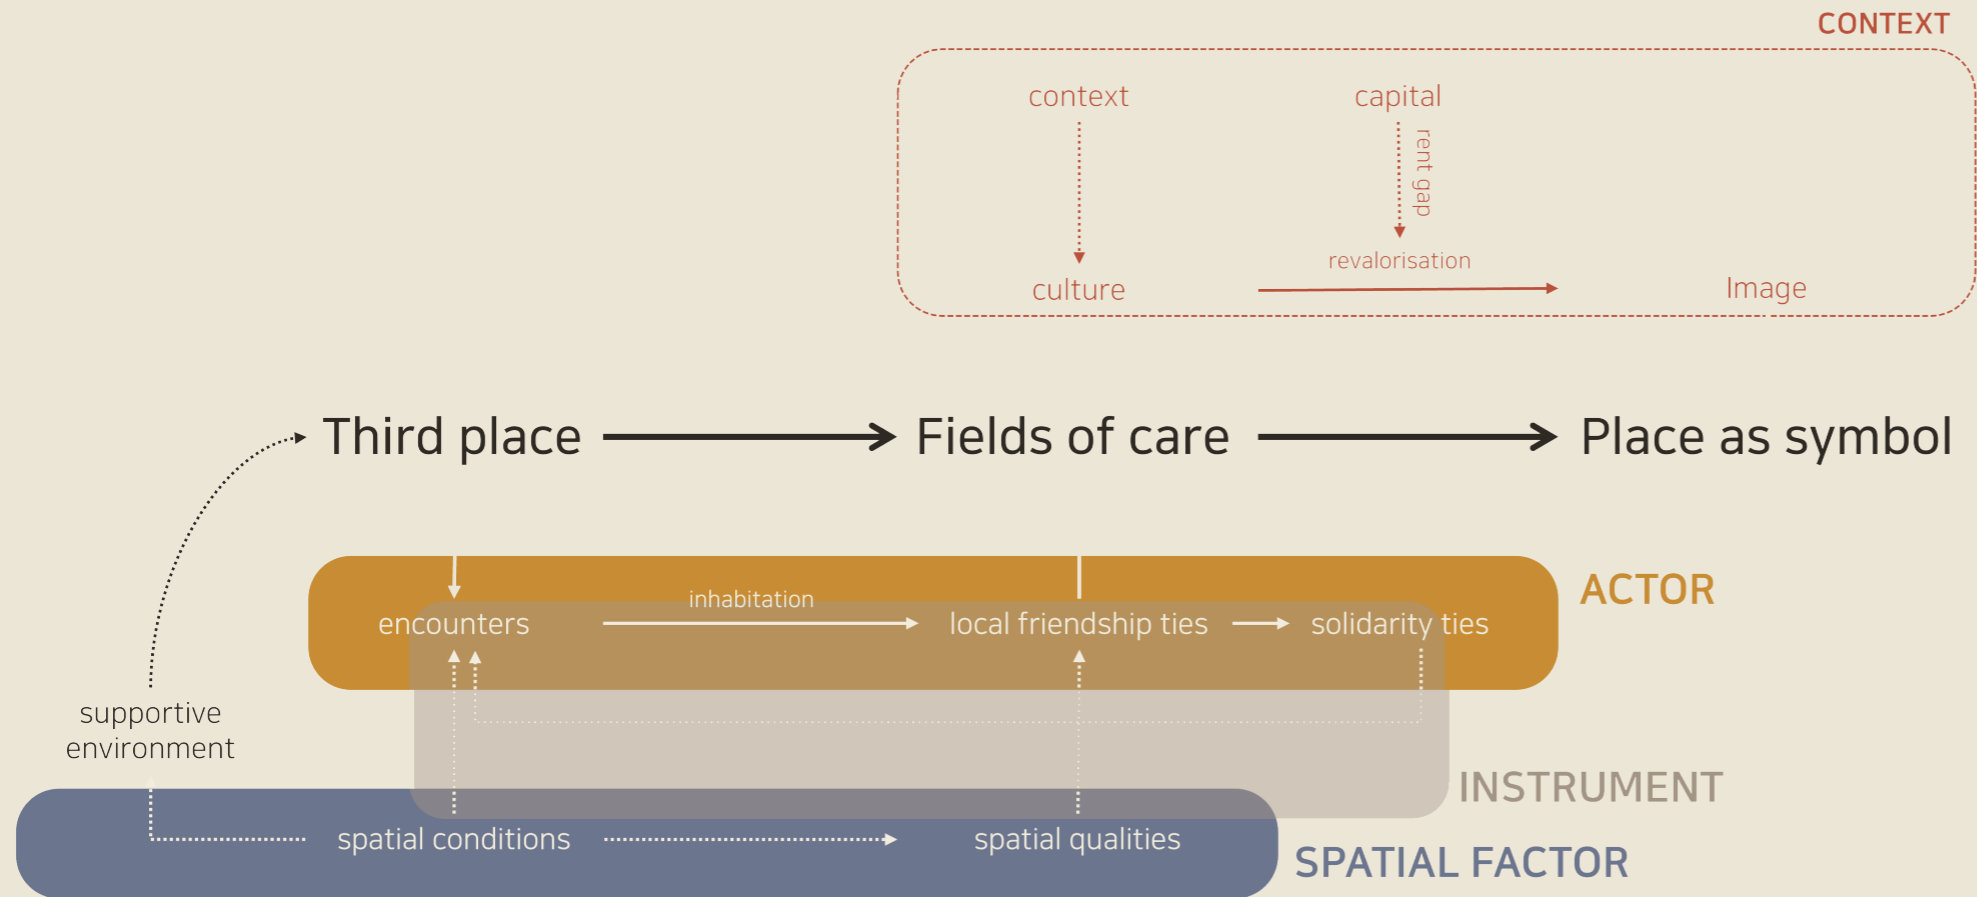 CONTEXT
context
capital
rent gap
revalorisation
culture
Image
Third place
Fields of care
Place as symbol
ACTOR
inhabitation
encounters
local friendship ties
solidarity ties
supportive
environment
INSTRUMENT
spatial conditions
spatial qualities
SPATIAL FACTOR